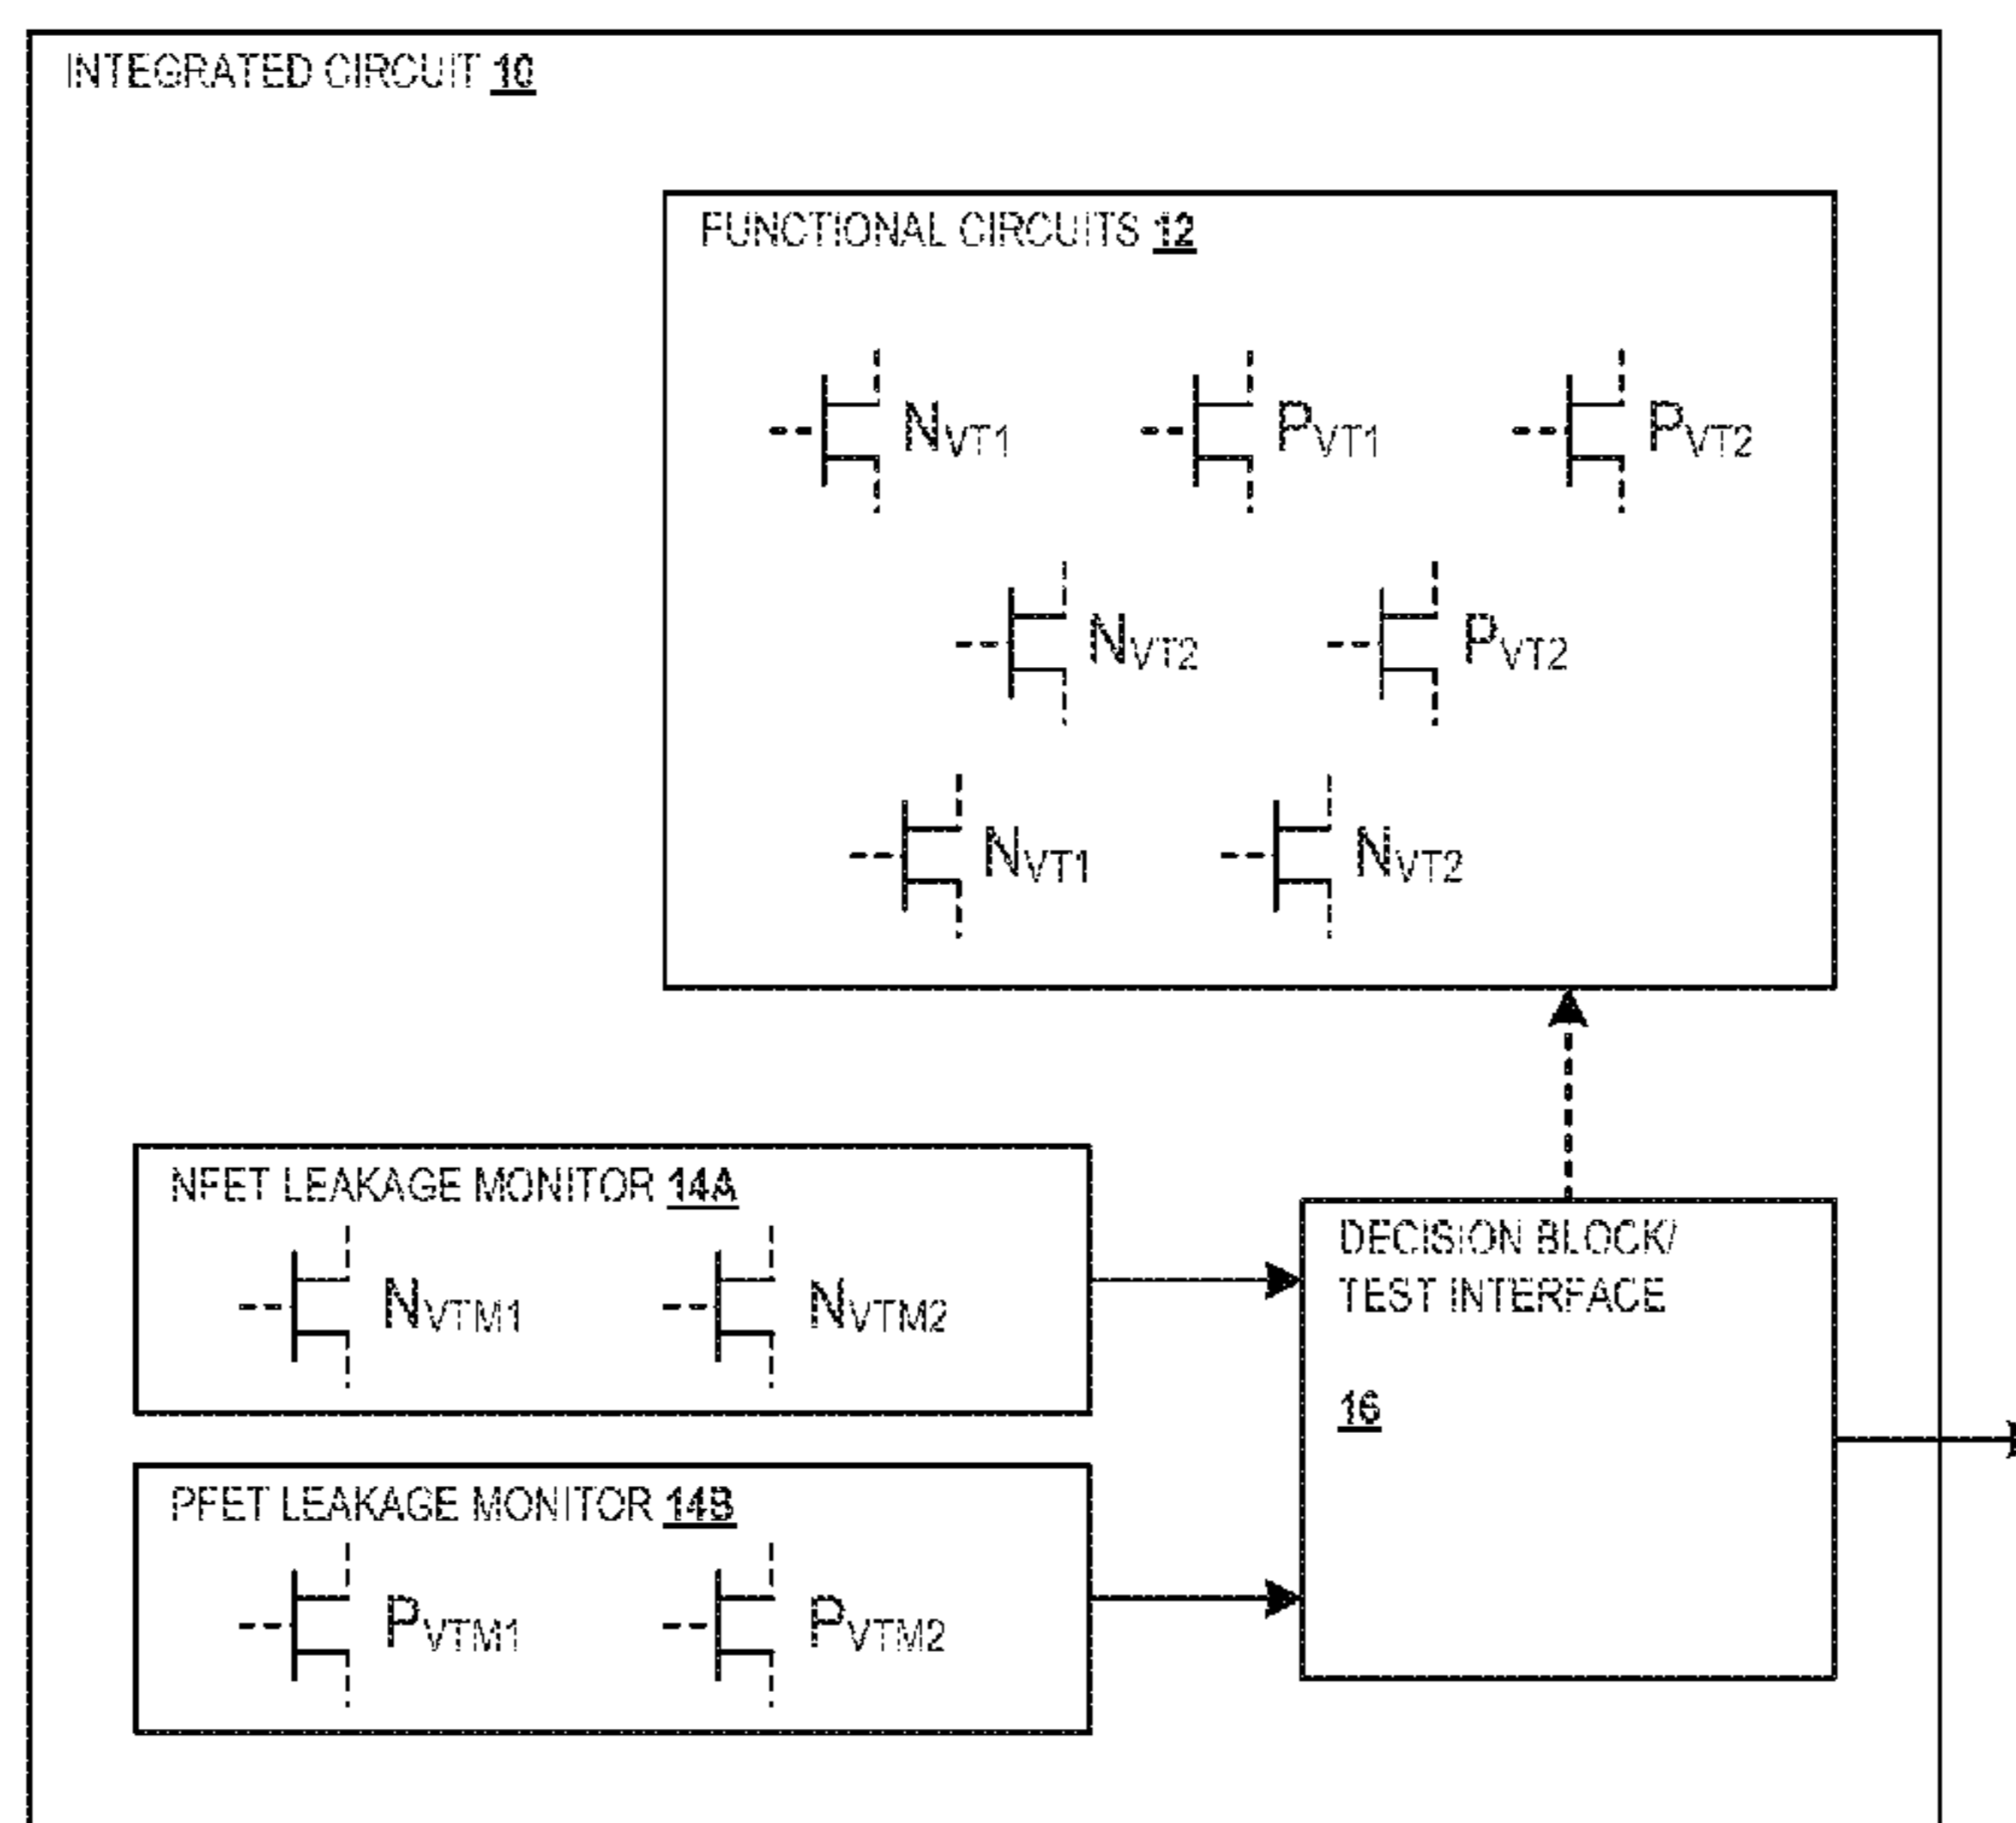 INTEGRATED CIRCUIT 10
FUNCTIONAL CIRCUITS 12
NVT1 PVT1 PVT2
NVT2 PVT2
NVT1 NVT2
NFET LEAKAGE MONITOR 14A
NVTM1 NVTM2
DECISION BLOCK/
TEST INTERFACE
16
PFET LEAKAGE MONITOR 14B
PVTM1 PVTM2